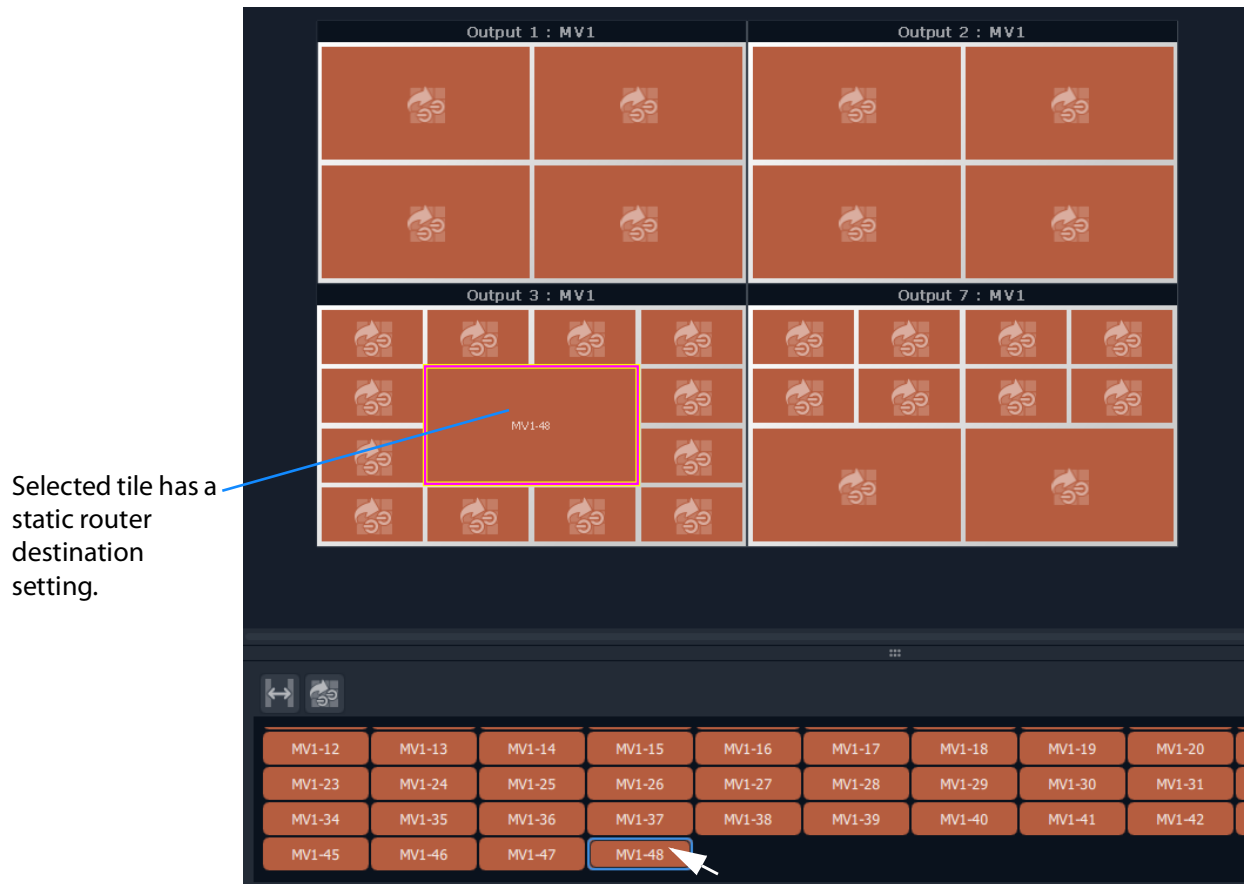 Output 1 : MV1
Output 2 : MV1
Output 3 : MV1
Output 7 : MV1
MV1-48
Selected tile has a
static router
destination
setting.
MV1-12 MV1-13 MV1-14 MV1-15 MV1-16 MV1-17 MV1-18 MV1-19 MV1-20
MV1-23 MV1-24 MV1-25 MV1-26 MV1-27 MV1-28 MV1-29 MV1-30 MV1-31
MV1-34 MV1-35 MV1-36 MV1-37 MV1-38 MV1-39 MV1-40 MV1-41 MV1-42
MV1-45 MV1-46 MV1-47 MV1-48